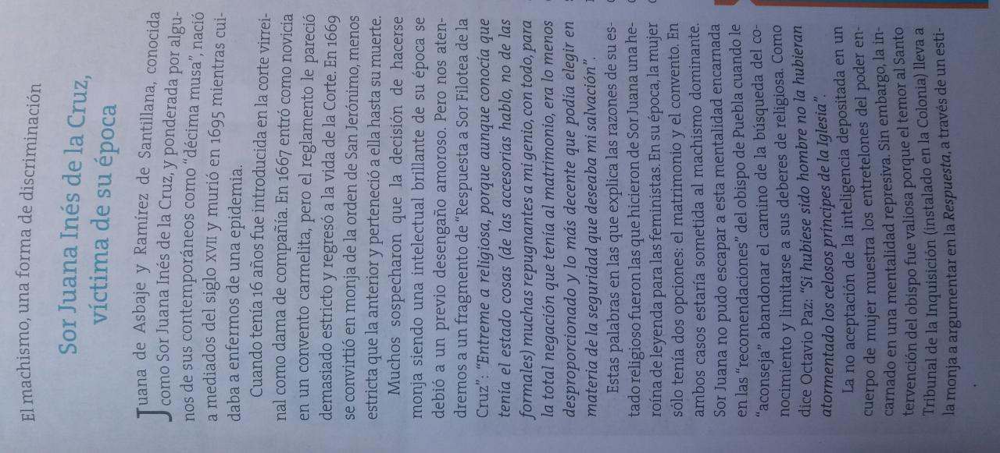 El machismo, una forma de discriminación
Sor Juana Inés de la Cruz,
víctima de su época
Juana de Asbaje y Ramírez de Santillana, conocida
como Sor Juana Inés de la Cruz, y ponderada por algu-
nos de sus contemporáneos como “décima musa”, nació
a mediados del siglo XVII y murió en 1695 mientras cui-
daba a enfermos de una epidemia.
Cuando tenía 16 años fue introducida en la corte virrei-
nal como dama de compañía. En 1667 entró como novicia
en un convento carmelita, pero el reglamento le pareció
demasiado estricto y regresó a la vida de la Corte. En 1669
se convirtió en monja de la orden de San Jerónimo, menos
estricta que la anterior y perteneció a ella hasta su muerte.
Muchos sospecharon que la decisión de hacerse
monja siendo una intelectual brillante de su época se
debió a un previo desengaño amoroso. Pero nos aten-
dremos a un fragmento de “Respuesta a Sor Filotea de la
Cruz”: “Entreme a religiosa, porque aunque conocía que
tenía el estado cosas (de las accesorias hablo, no de las
formales) muchas repugnantes a mi genio, con todo, para
la total negación que tenía al matrimonio, era lo menos
desproporcionado y lo más decente que podía elegir en
materia de la seguridad que deseaba mi salvación”.
Estas palabras en las que explica las razones de su es-
tado religioso fueron las que hicieron de Sor Juana una he-
roína de leyenda para las feministas. En su época, la mujer
sólo tenía dos opciones: el matrimonio y el convento. En
ambos casos estaría sometida al machismo dominante.
Sor Juana no pudo escapar a esta mentalidad encarnada
en las “recomendaciones” del obispo de Puebla cuando le
“aconseja” abandonar el camino de la búsqueda del co-
nocimiento y limitarse a sus deberes de religiosa. Como
dice Octavio Paz: “Si hubiese sido hombre no la hubieran
atormentado los celosos príncipes de la Iglesia”.
La no aceptación de la inteligencia depositada en un
cuerpo de mujer muestra los entretelones del poder en-
carnado en una mentalidad represiva. Sin embargo, la in-
tervención del obispo fue valiosa porque el temor al Santo
Tribunal de la Inquisición (instalado en la Colonia) lleva a
la monja a argumentar en la Respuesta, a través de un esti-